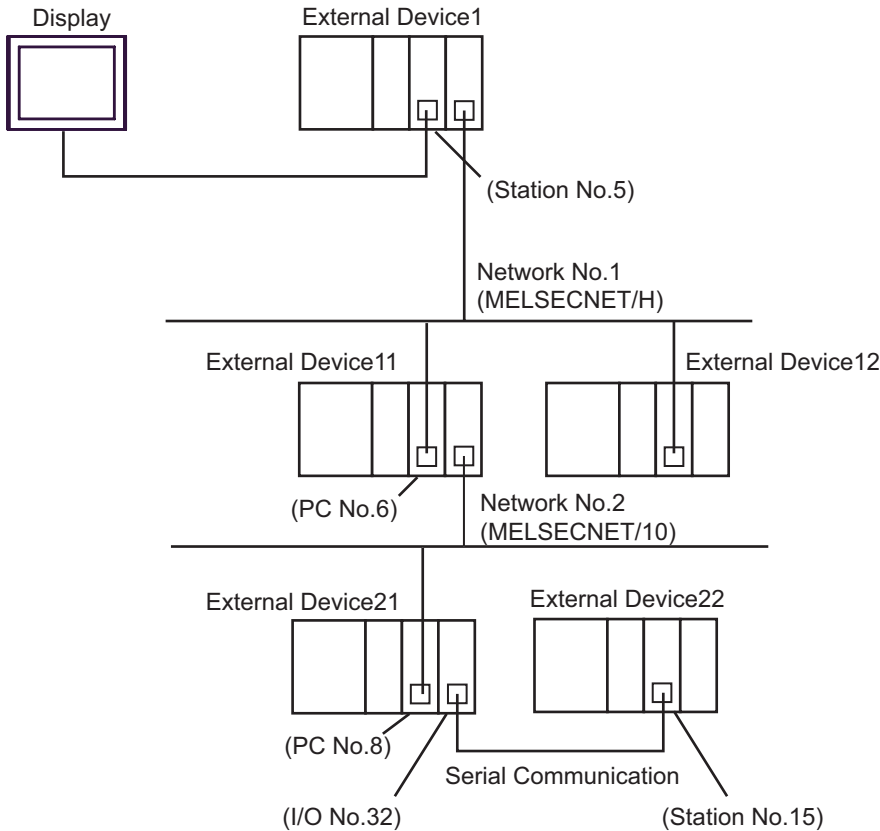 Display
External Device1
(Station No.5)
Network No.1
(MELSECNET/H)
External Device11
External Device12
(PC No.6)
Network No.2
(MELSECNET/10)
External Device21
External Device22
(PC No.8)
Serial Communication
(I/O No.32)
(Station No.15)